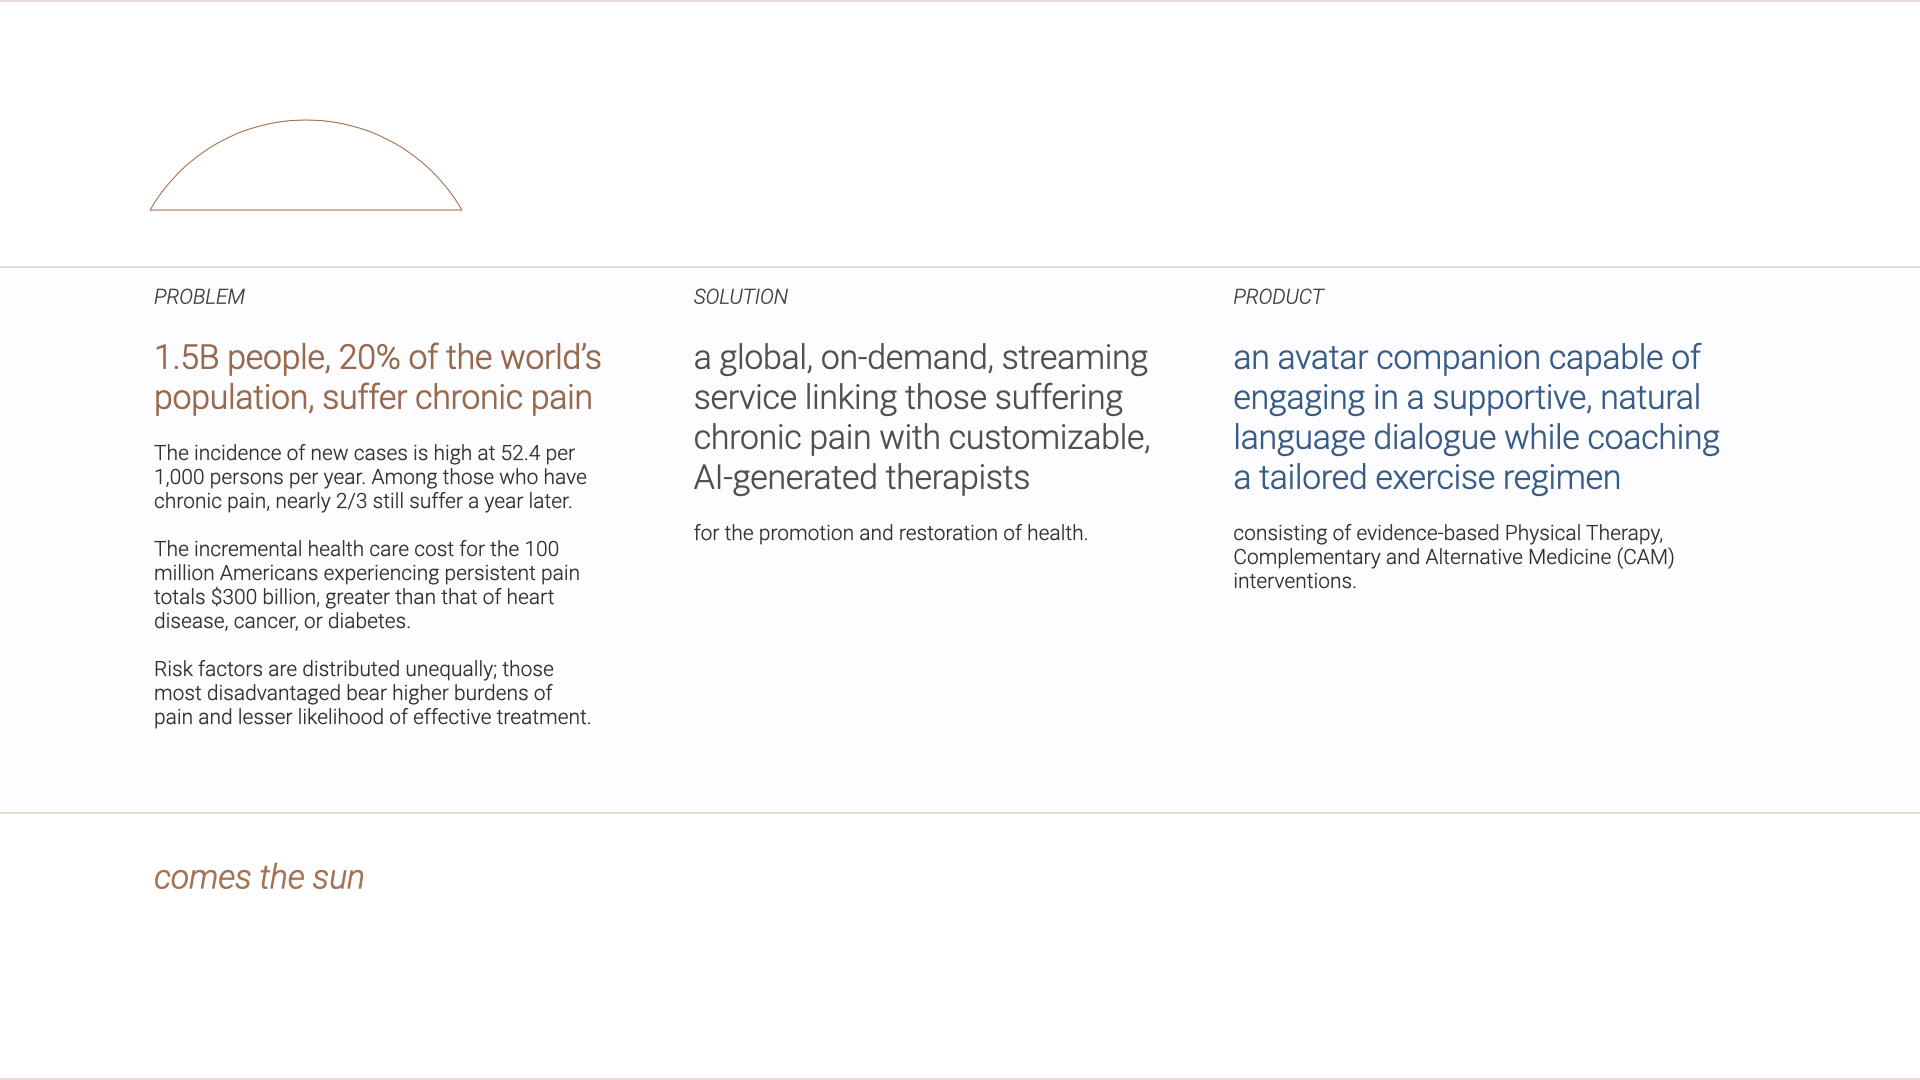 PROBLEM
1.5B people, 20% of the world’s
population, suffer chronic pain
The incidence of new cases is high at 52.4 per
1,000 persons per year. Among those who have
chronic pain, nearly 2/3 still suffer a year later.
The incremental health care cost for the 100
million Americans experiencing persistent pain
totals $300 billion, greater than that of heart
disease, cancer, or diabetes.
Risk factors are distributed unequally; those
most disadvantaged bear higher burdens of
pain and lesser likelihood of effective treatment.
SOLUTION
a global, on-demand, streaming
service linking those suffering
chronic pain with customizable,
AI-generated therapists
for the promotion and restoration of health.
PRODUCT
an avatar companion capable of
engaging in a supportive, natural
language dialogue while coaching
a tailored exercise regimen
consisting of evidence-based Physical Therapy,
Complementary and Alternative Medicine (CAM)
interventions.
comes the sun